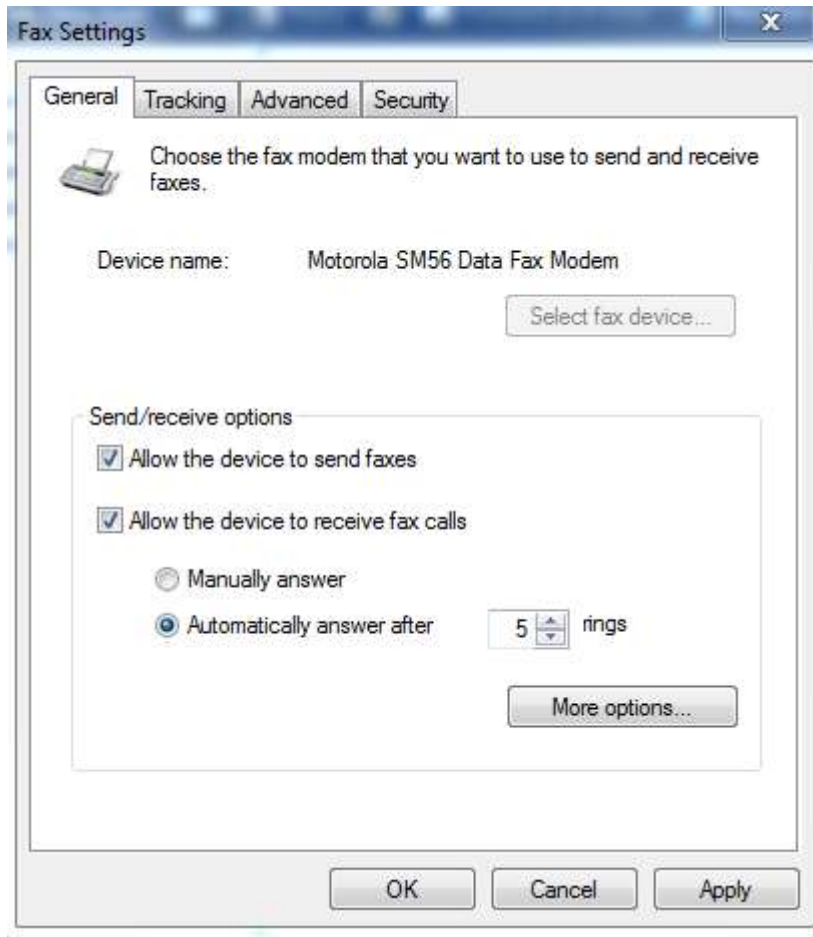 Fax Settings
General Tracking Advanced Security
Choose the fax modem that you want to use to send and receive
faxes.
Device name: Motorola SM56 Data Fax Modem
Select fax device...
Send/receive options
Allow the device to send faxes
Allow the device to receive fax calls
Manually answer
Automatically answer after 5 rings
More options...
OK Cancel Apply